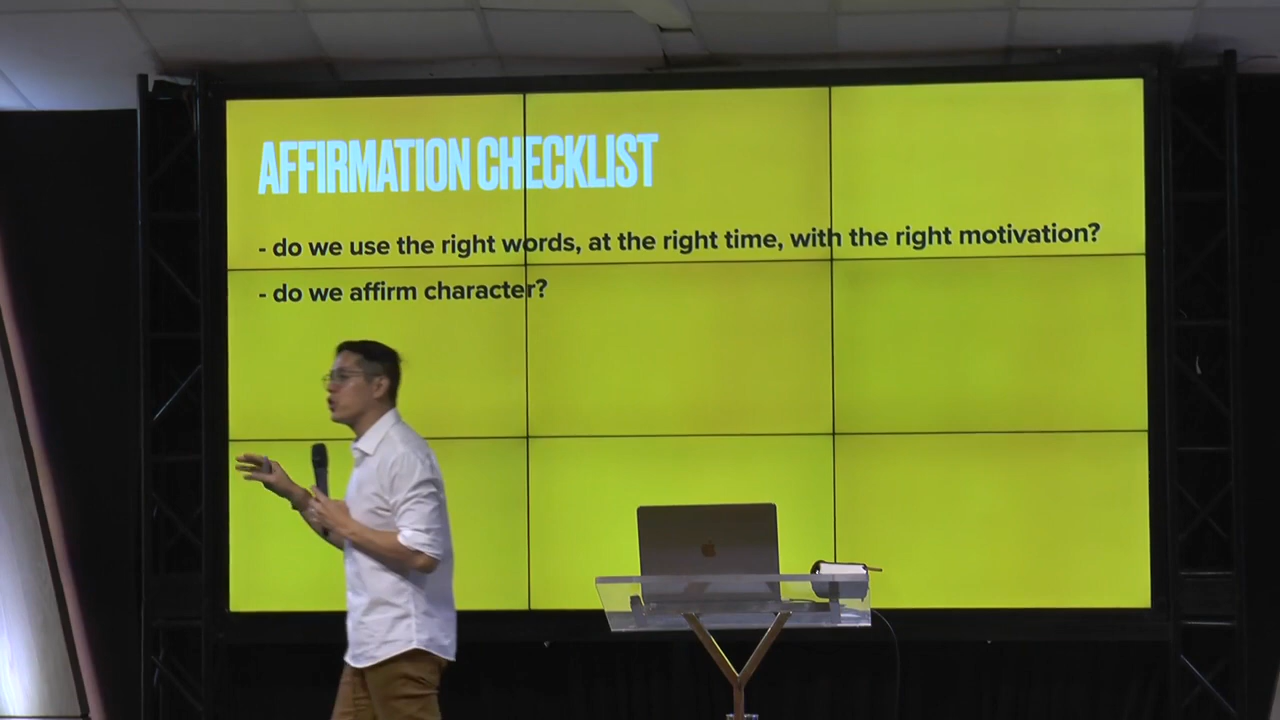 AFFIRMATION CHECKLIST
- do we use the right words, at the right time, with the right motivation?
- do we affirm character?